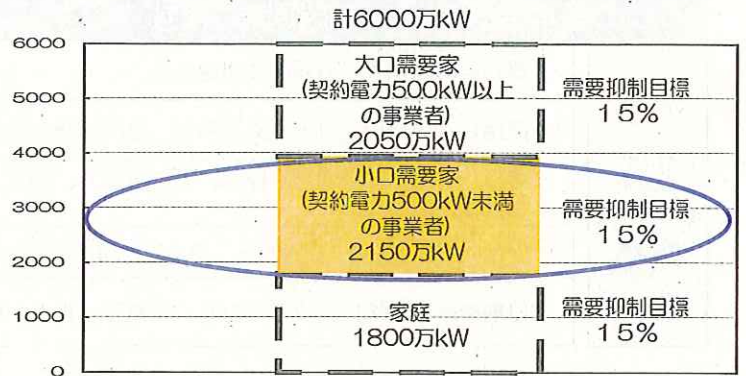 計6000万kW
6000
5000
4000
3000
2000
1000
0
大口需要家
(契約電力500kW以上
の事業者)
2050万kW
需要抑制目標
15%
小口需要家
(契約電力500kW未満
の事業者)
2150万kW
需要抑制目標
15%
家庭
1800万kW
需要抑制目標
15%